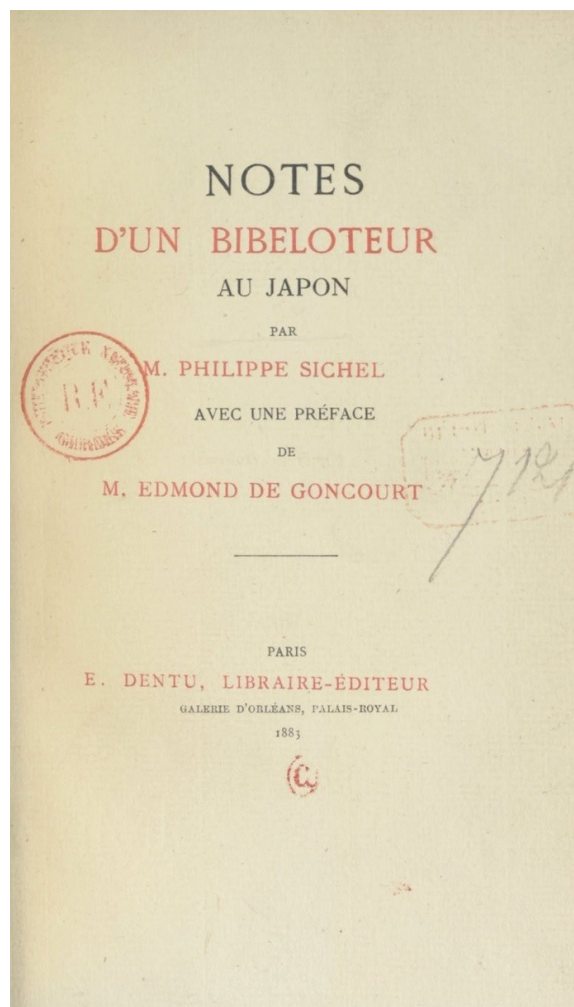 NOTES
D'UN BIBELOTEUR
AU JAPON
PAR
M. PHILIPPE SICHEL
AVEC UNE PRÉFACE
DE
M. EDMOND DE GONCOURT
R.F.
PARIS
E. DENTU, LIBRAIRE-ÉDITEUR
GALERIE D'ORLÉANS, PALAIS-ROYAL
1883